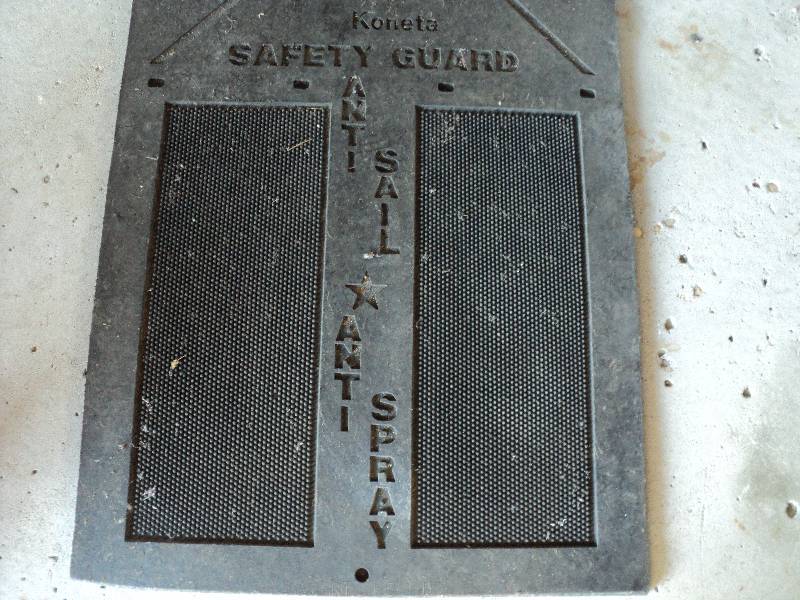 Koneta
SAFETY GUARD
ANTI
SAIL
ANTI
SPRAY